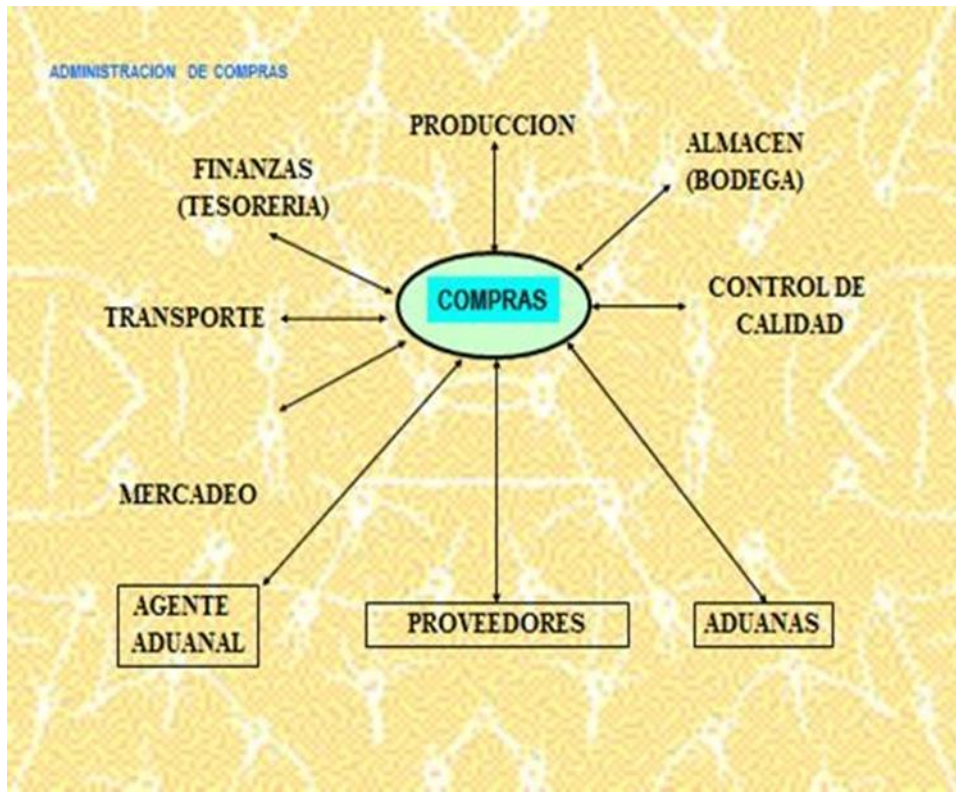 ADMINISTRACION DE COMPRAS
PRODUCCION
ALMACEN
(BODEGA)
FINANZAS
(TESORERIA)
COMPRAS
CONTROL DE
CALIDAD
TRANSPORTE
MERCADEO
AGENTE
ADUANAL
PROVEEDORES
ADUANAS